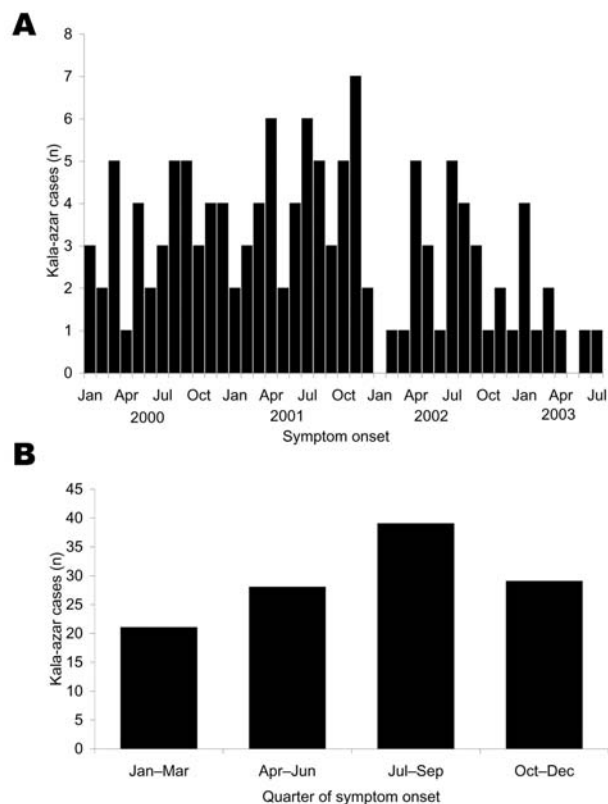 A
8
7
6
5
4
3
2
1
0
Kala-azar cases (n)
Jan Apr Jul Oct Jan Apr Jul Oct Jan Apr Jul Oct Jan Apr Jul
2000 2001 2002 2003
Symptom onset
B
45
40
35
30
25
20
15
10
5
0
Kala-azar cases (n)
Jan–Mar Apr–Jun Jul–Sep Oct–Dec
Quarter of symptom onset